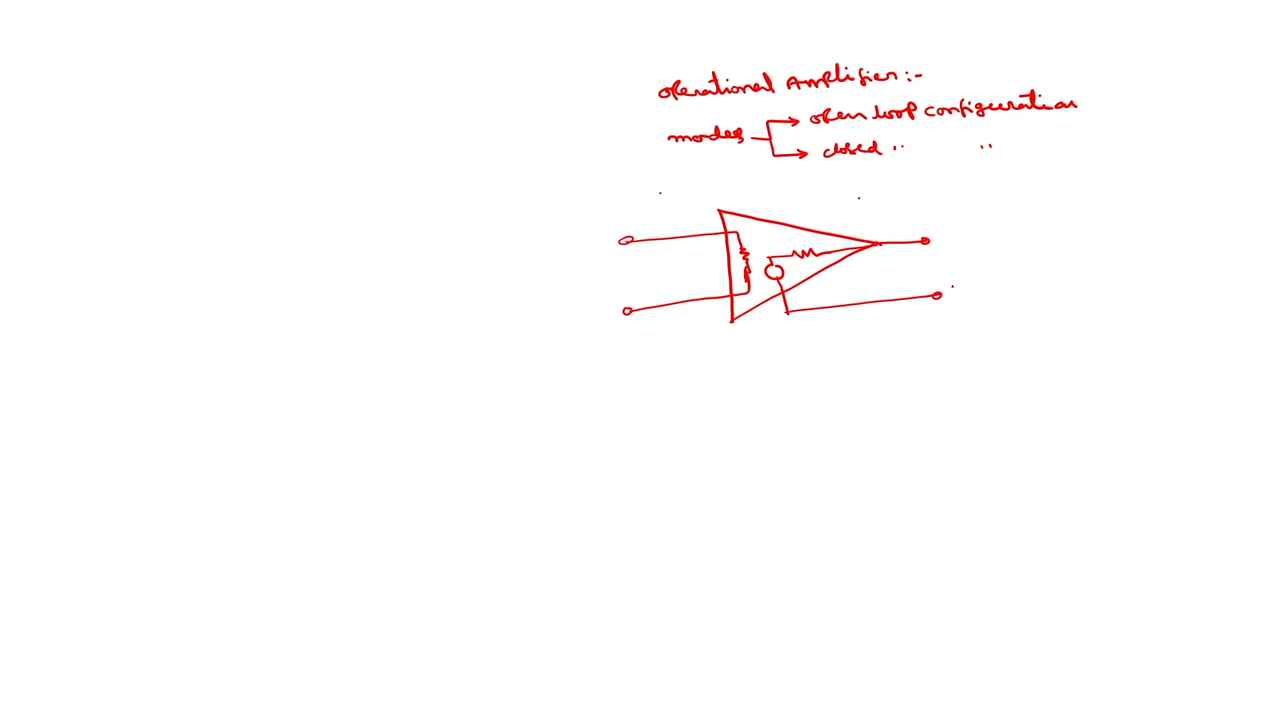 operational Amplifier :-
modes → open loop configuration
→ closed " "